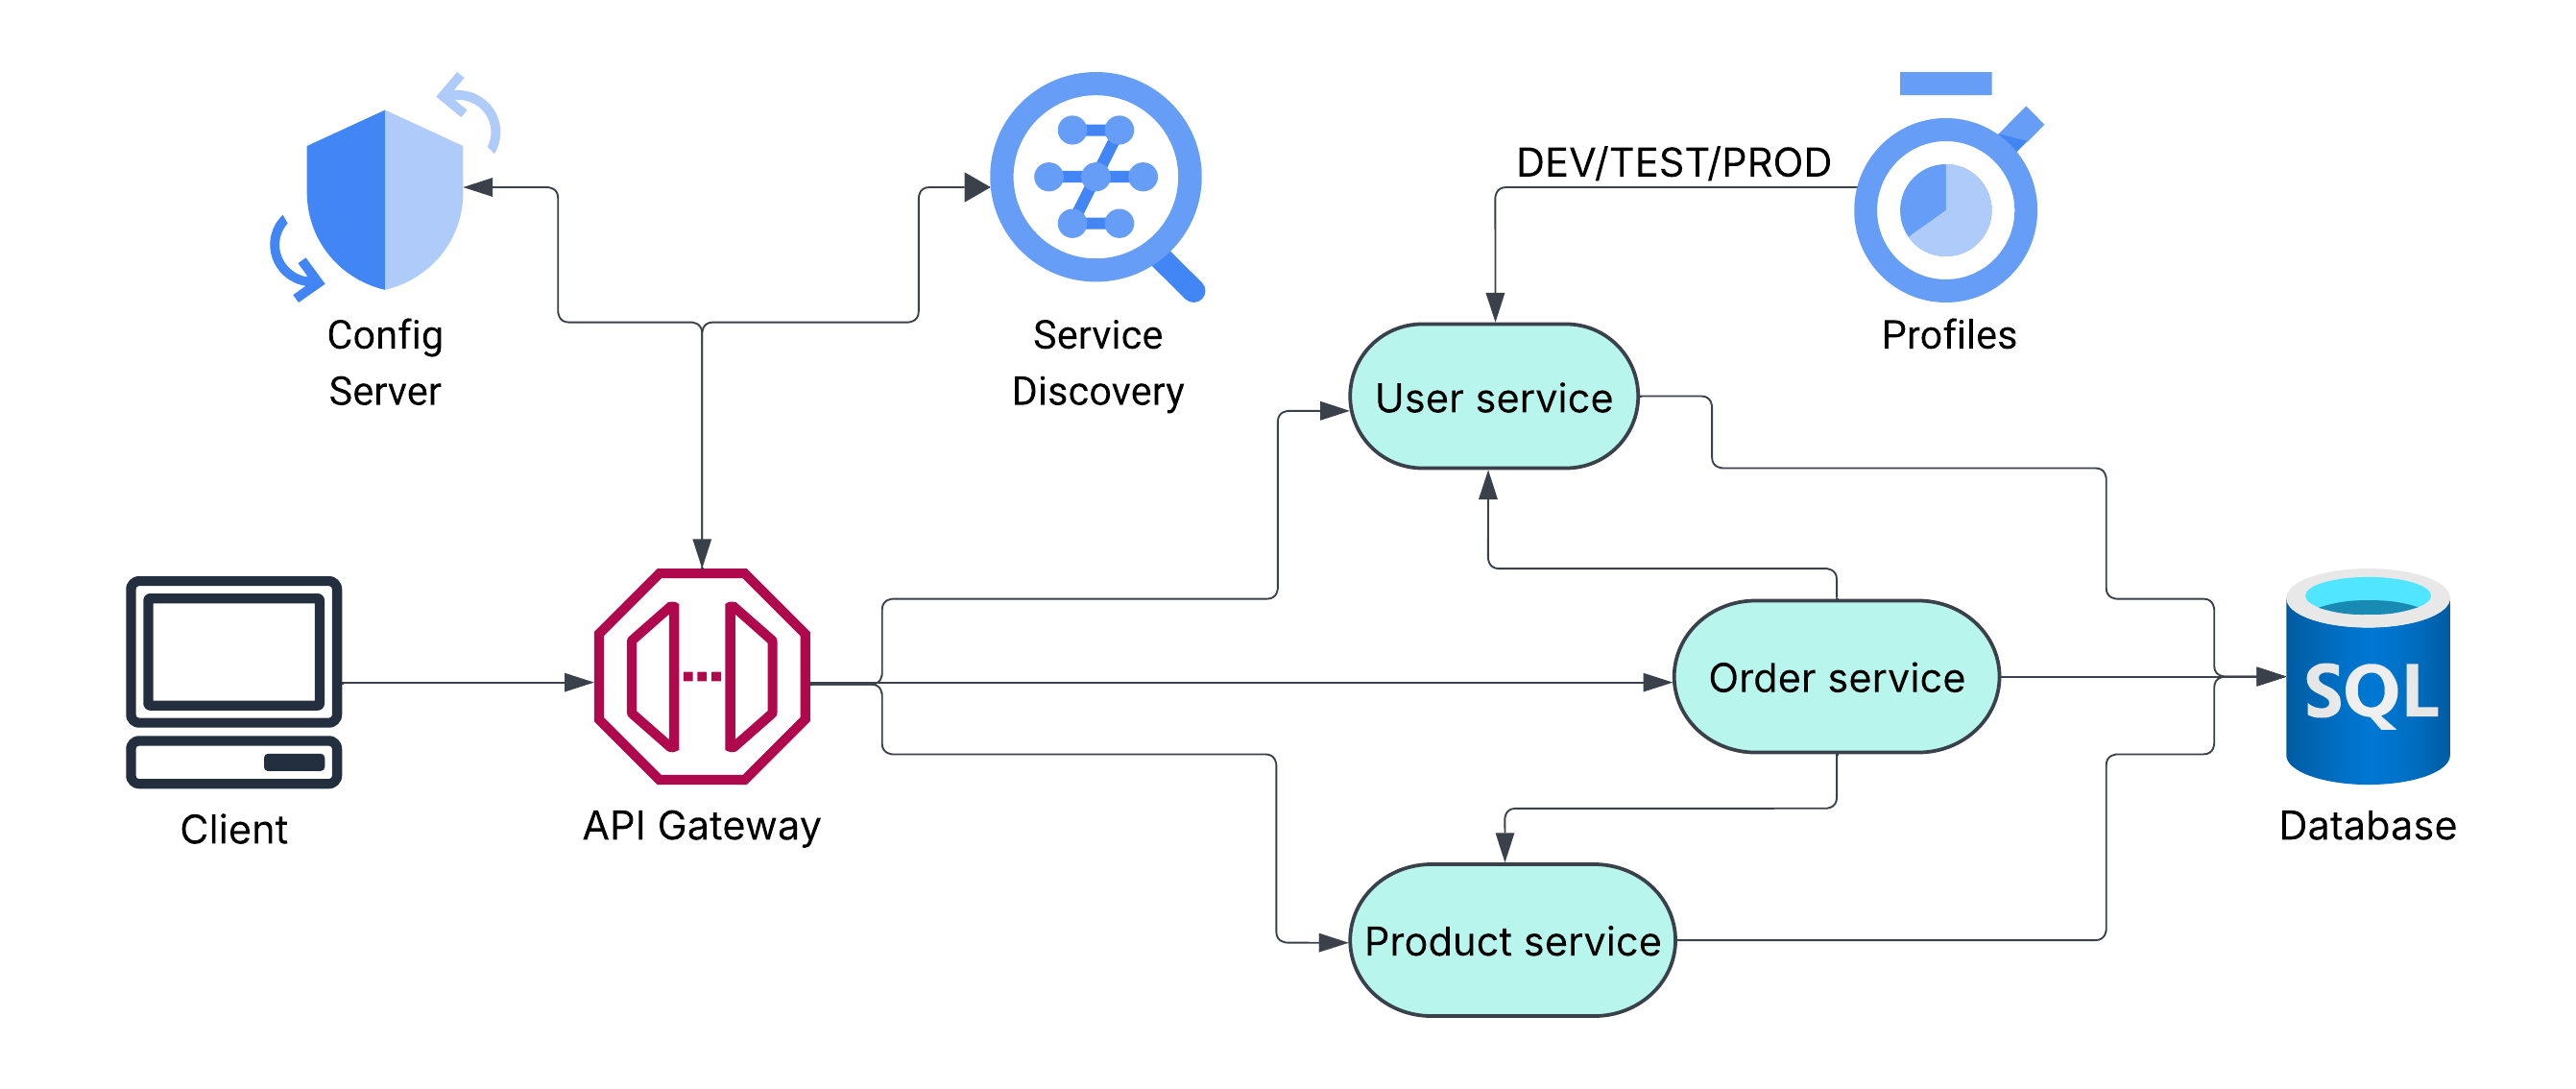 DEV/TEST/PROD
Config
Server
Service
Discovery
Profiles
User service
Order service
SQL
Client
API Gateway
Database
Product service